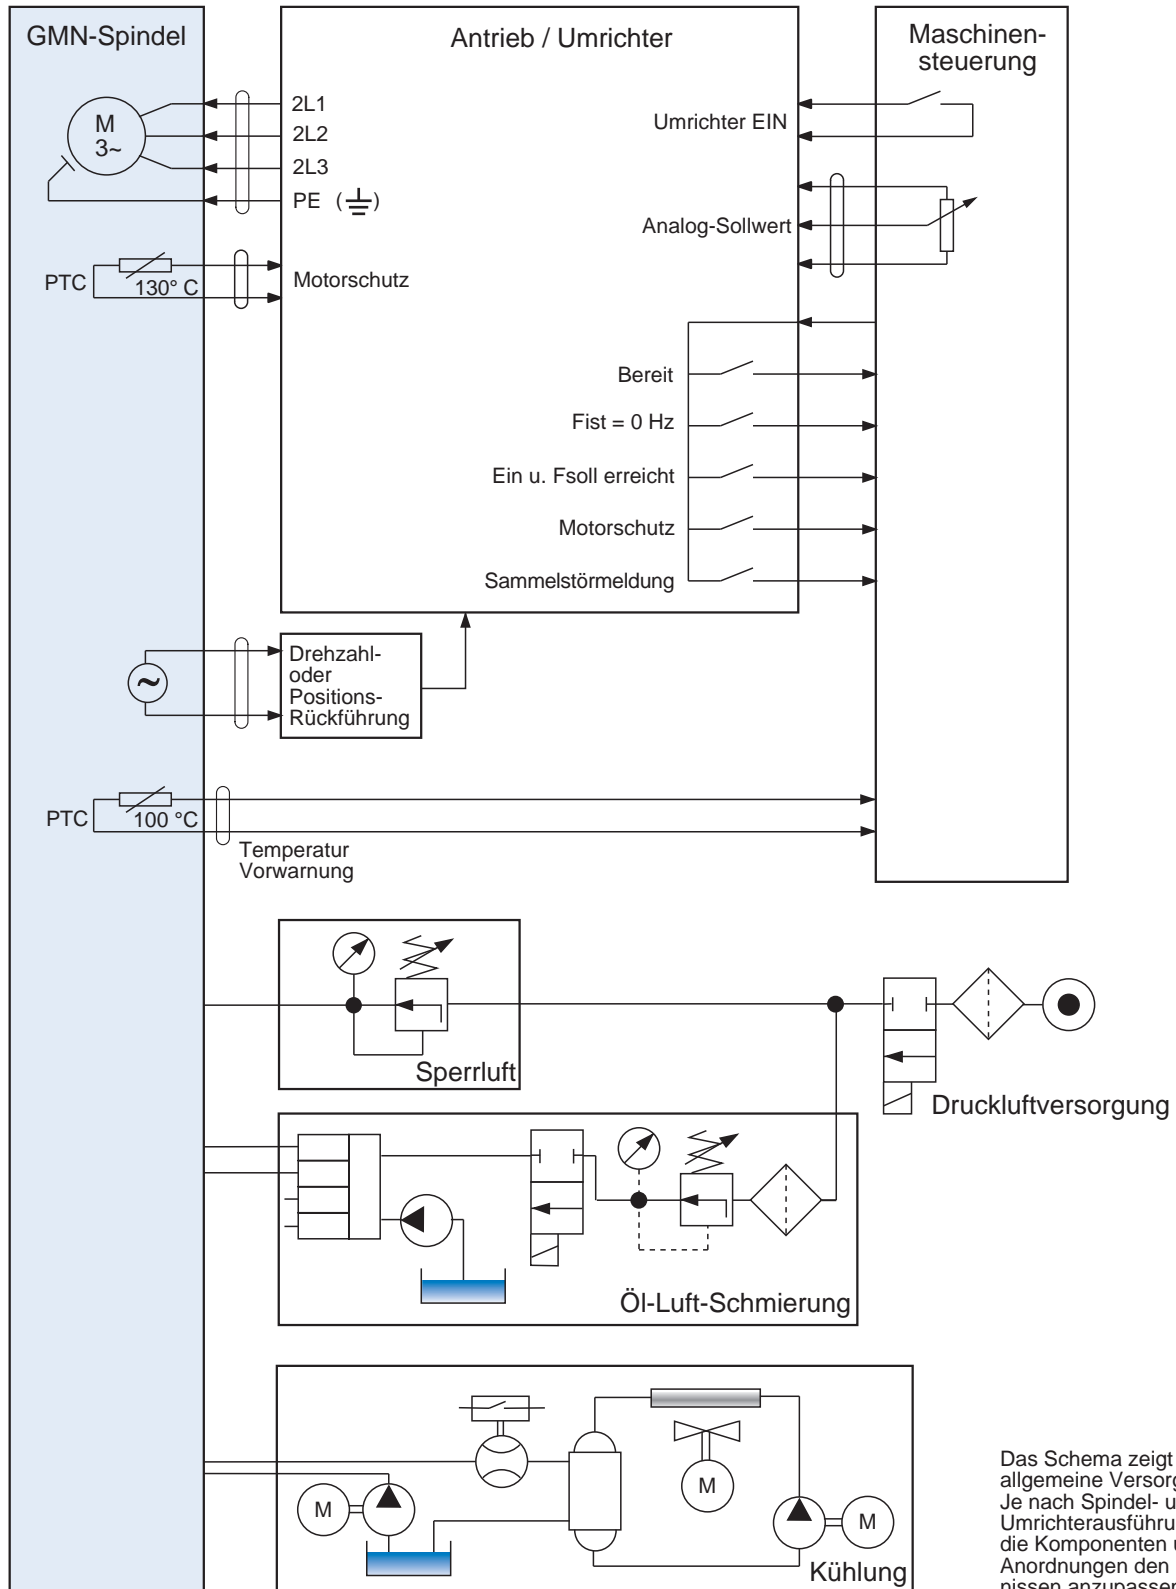 GMN-Spindel
Antrieb / Umrichter
Maschinen-
steuerung
M
3~
2L1
2L2
2L3
PE
Umrichter EIN
Analog-Sollwert
PTC
130° C
Motorschutz
Bereit
Fist = 0 Hz
Ein u. Fsoll erreicht
Motorschutz
Sammelstörmeldung
~
Drehzahl-
oder
Positions-
Rückführung
PTC
100 °C
Temperatur
Vorwarnung
Sperrluft
Druckluftversorgung
Öl-Luft-Schmierung
M
M
M
Kühlung
Das Schema zeigt
allgemeine Versorg
Je nach Spindel- u
Umrichterausführu
die Komponenten u
Anordnungen den
nissen anzupassen